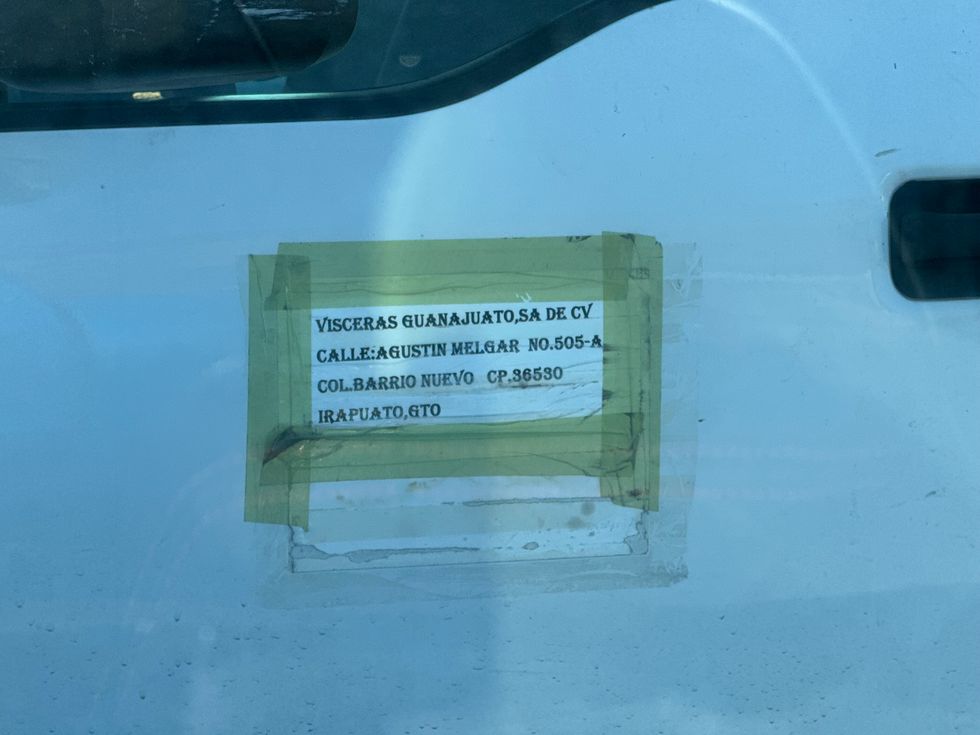 VISCERAS GUANAJUATO,SA DE CV
CALLE:AGUSTIN MELGAR NO.505-A
COL.BARRIO NUEVO CP.36530
IRAPUATO,GTO